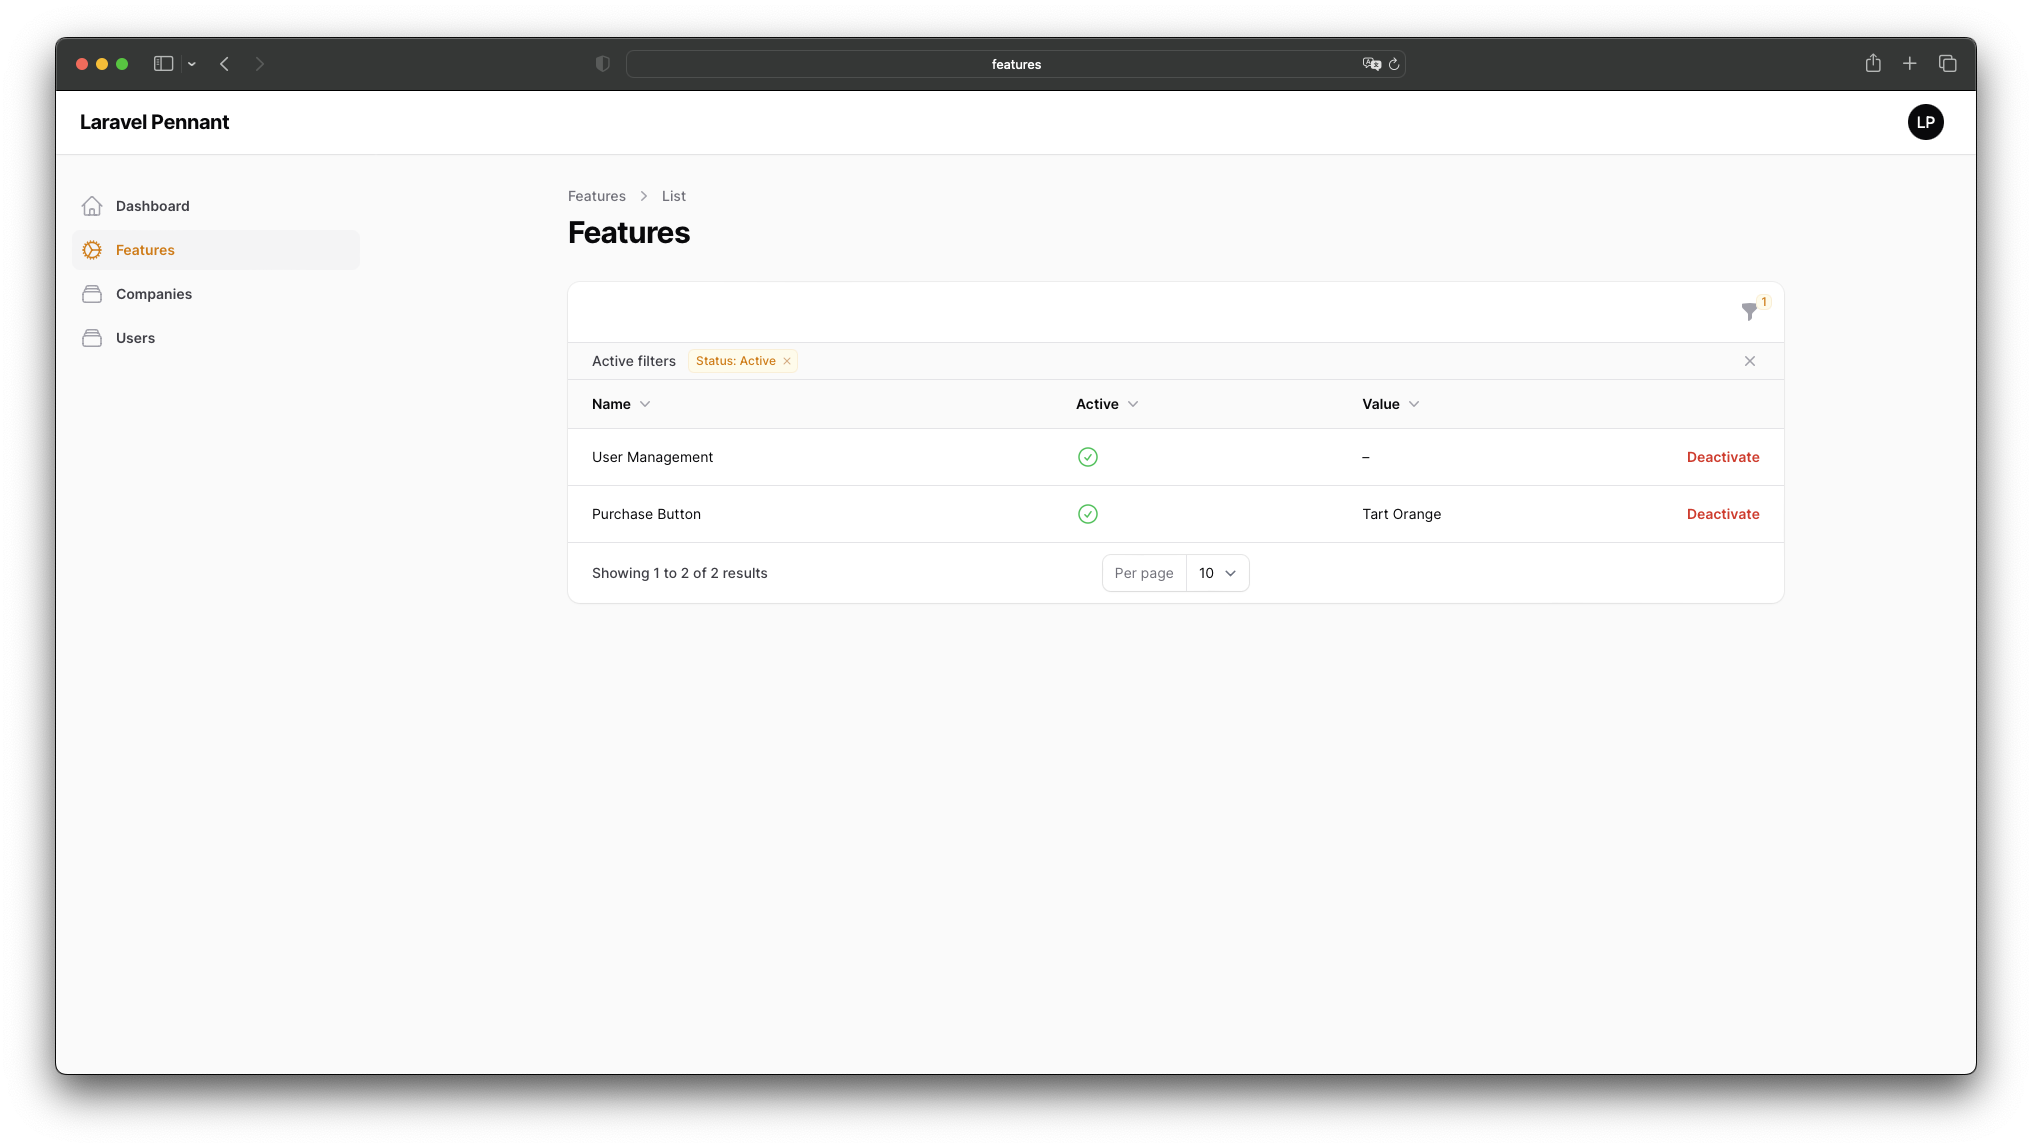 features
Laravel Pennant
LP
Dashboard
Features
Companies
Users
Features List
Features
1
Active filters Status: Active
Name Active Value
User Management – Deactivate
Purchase Button Tart Orange Deactivate
Showing 1 to 2 of 2 results Per page 10